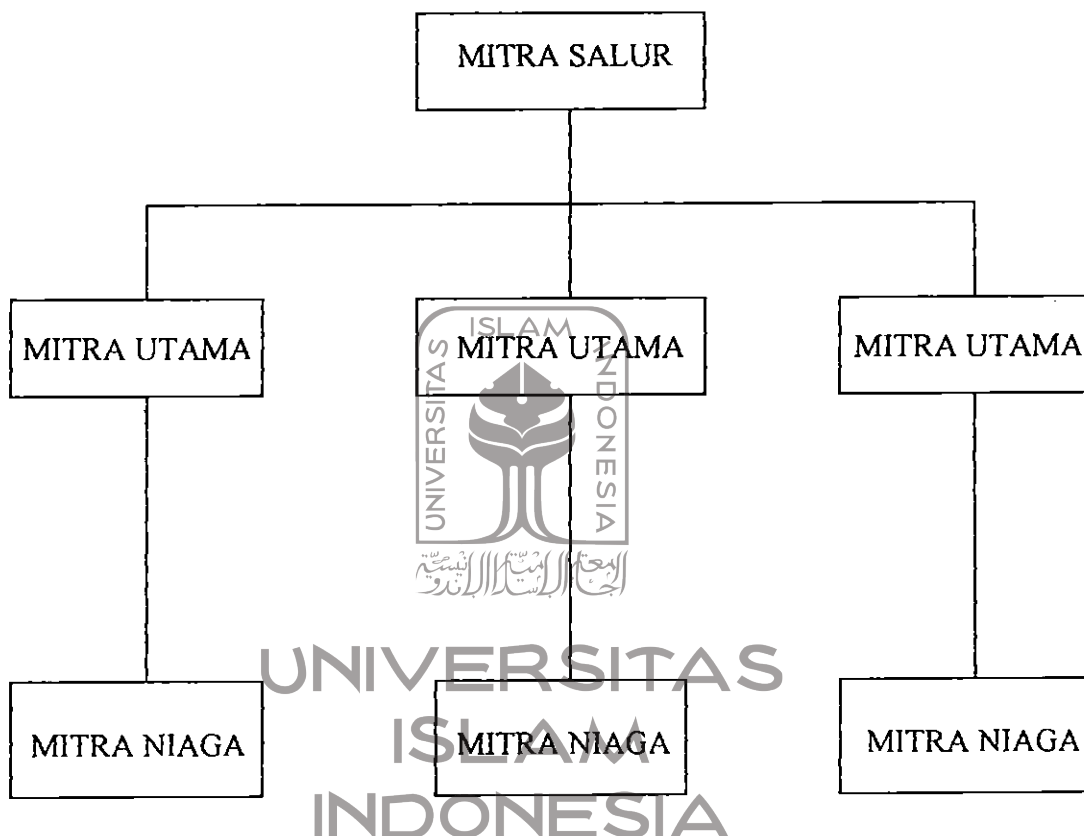 MITRA SALUR
MITRA UTAMA
MITRA UTAMA
MITRA UTAMA
UNIVERSITAS
ISLAM
INDONESIA
MITRA NIAGA
MITRA NIAGA
MITRA NIAGA
UNIVERSITAS
ISLAM
INDONESIA